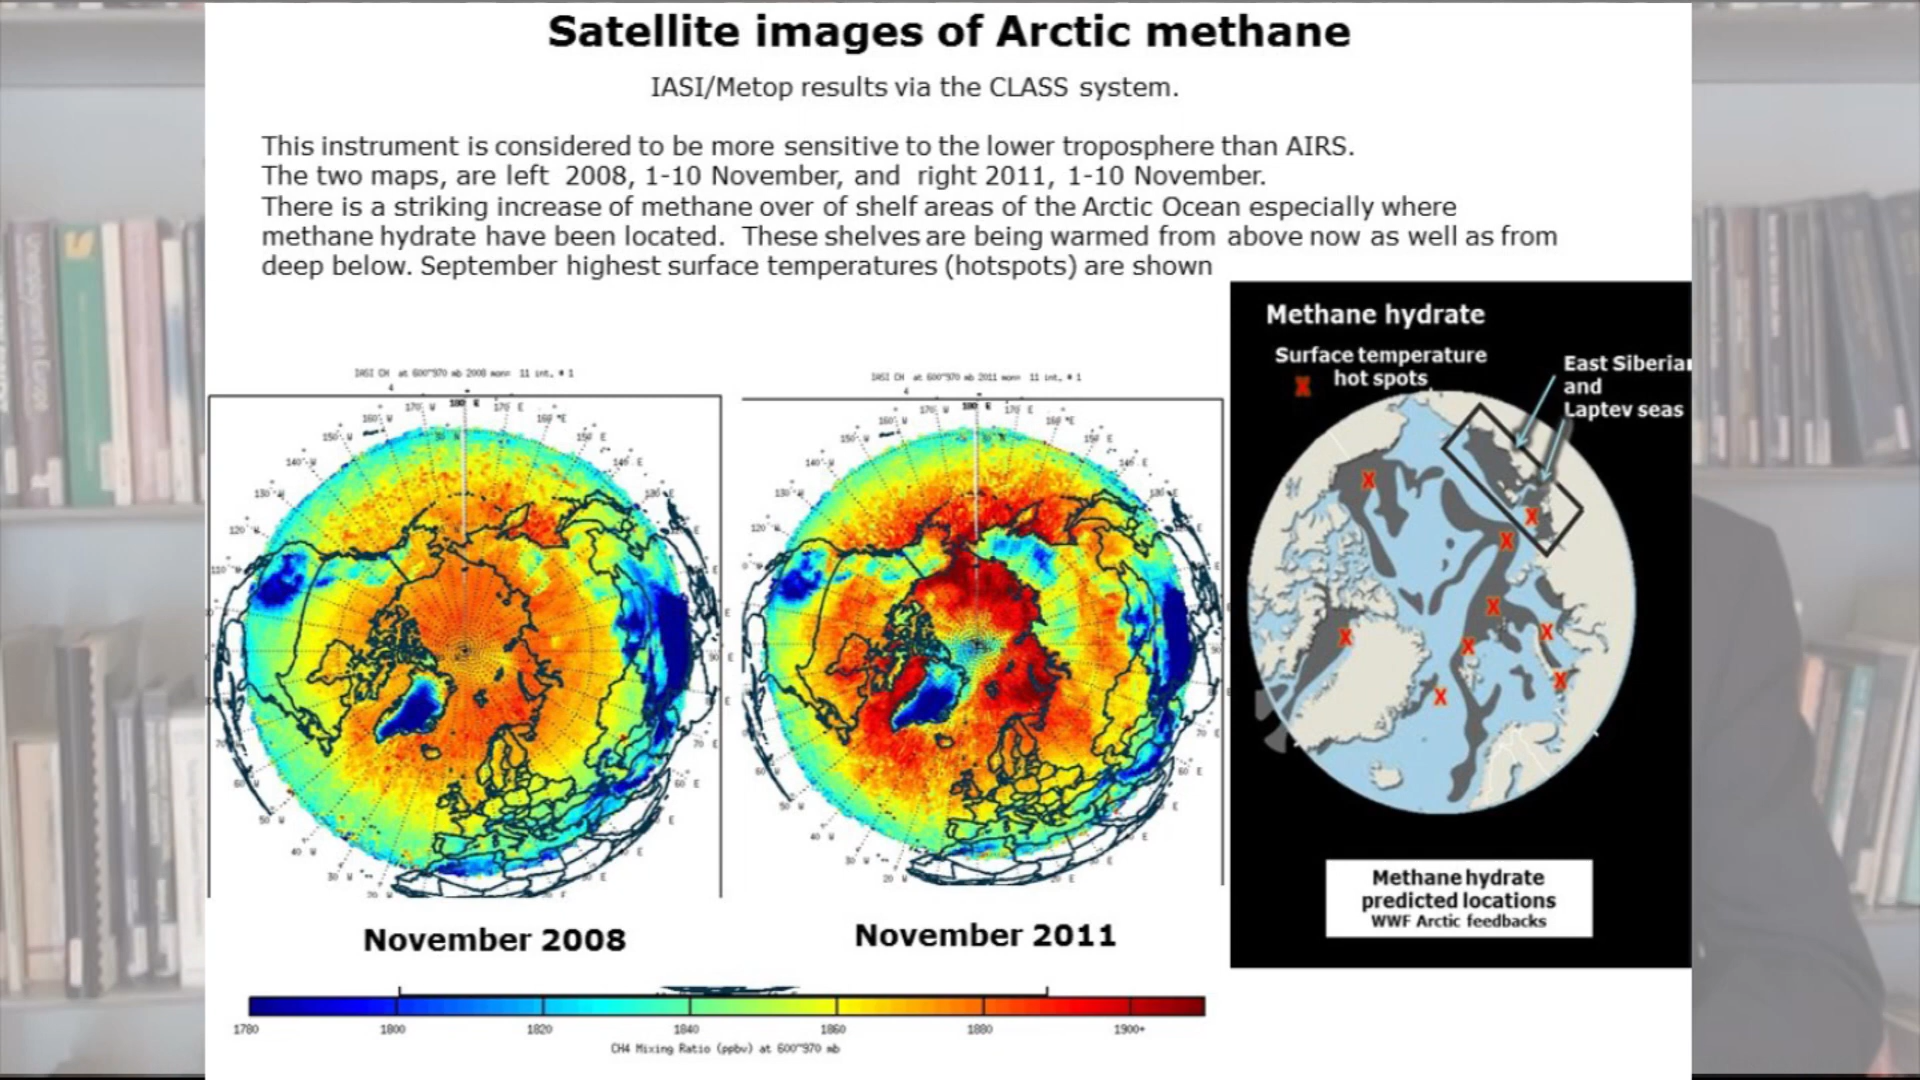 Satellite images of Arctic methane
IASI/Metop results via the CLASS system.
This instrument is considered to be more sensitive to the lower troposphere than AIRS.
The two maps, are left 2008, 1-10 November, and right 2011, 1-10 November.
There is a striking increase of methane over of shelf areas of the Arctic Ocean especially where
methane hydrate have been located. These shelves are being warmed from above now as well as from
deep below. September highest surface temperatures (hotspots) are shown
Methane hydrate
Surface temperature
hot spots
East Siberian
and
Laptev seas
Methane hydrate
predicted locations
WWF Arctic feedbacks
November 2008
November 2011
1780 1800 1820 1840 1860 1880 1900+
CH4 Mixing Ratio (ppbv) at 600~970 mb